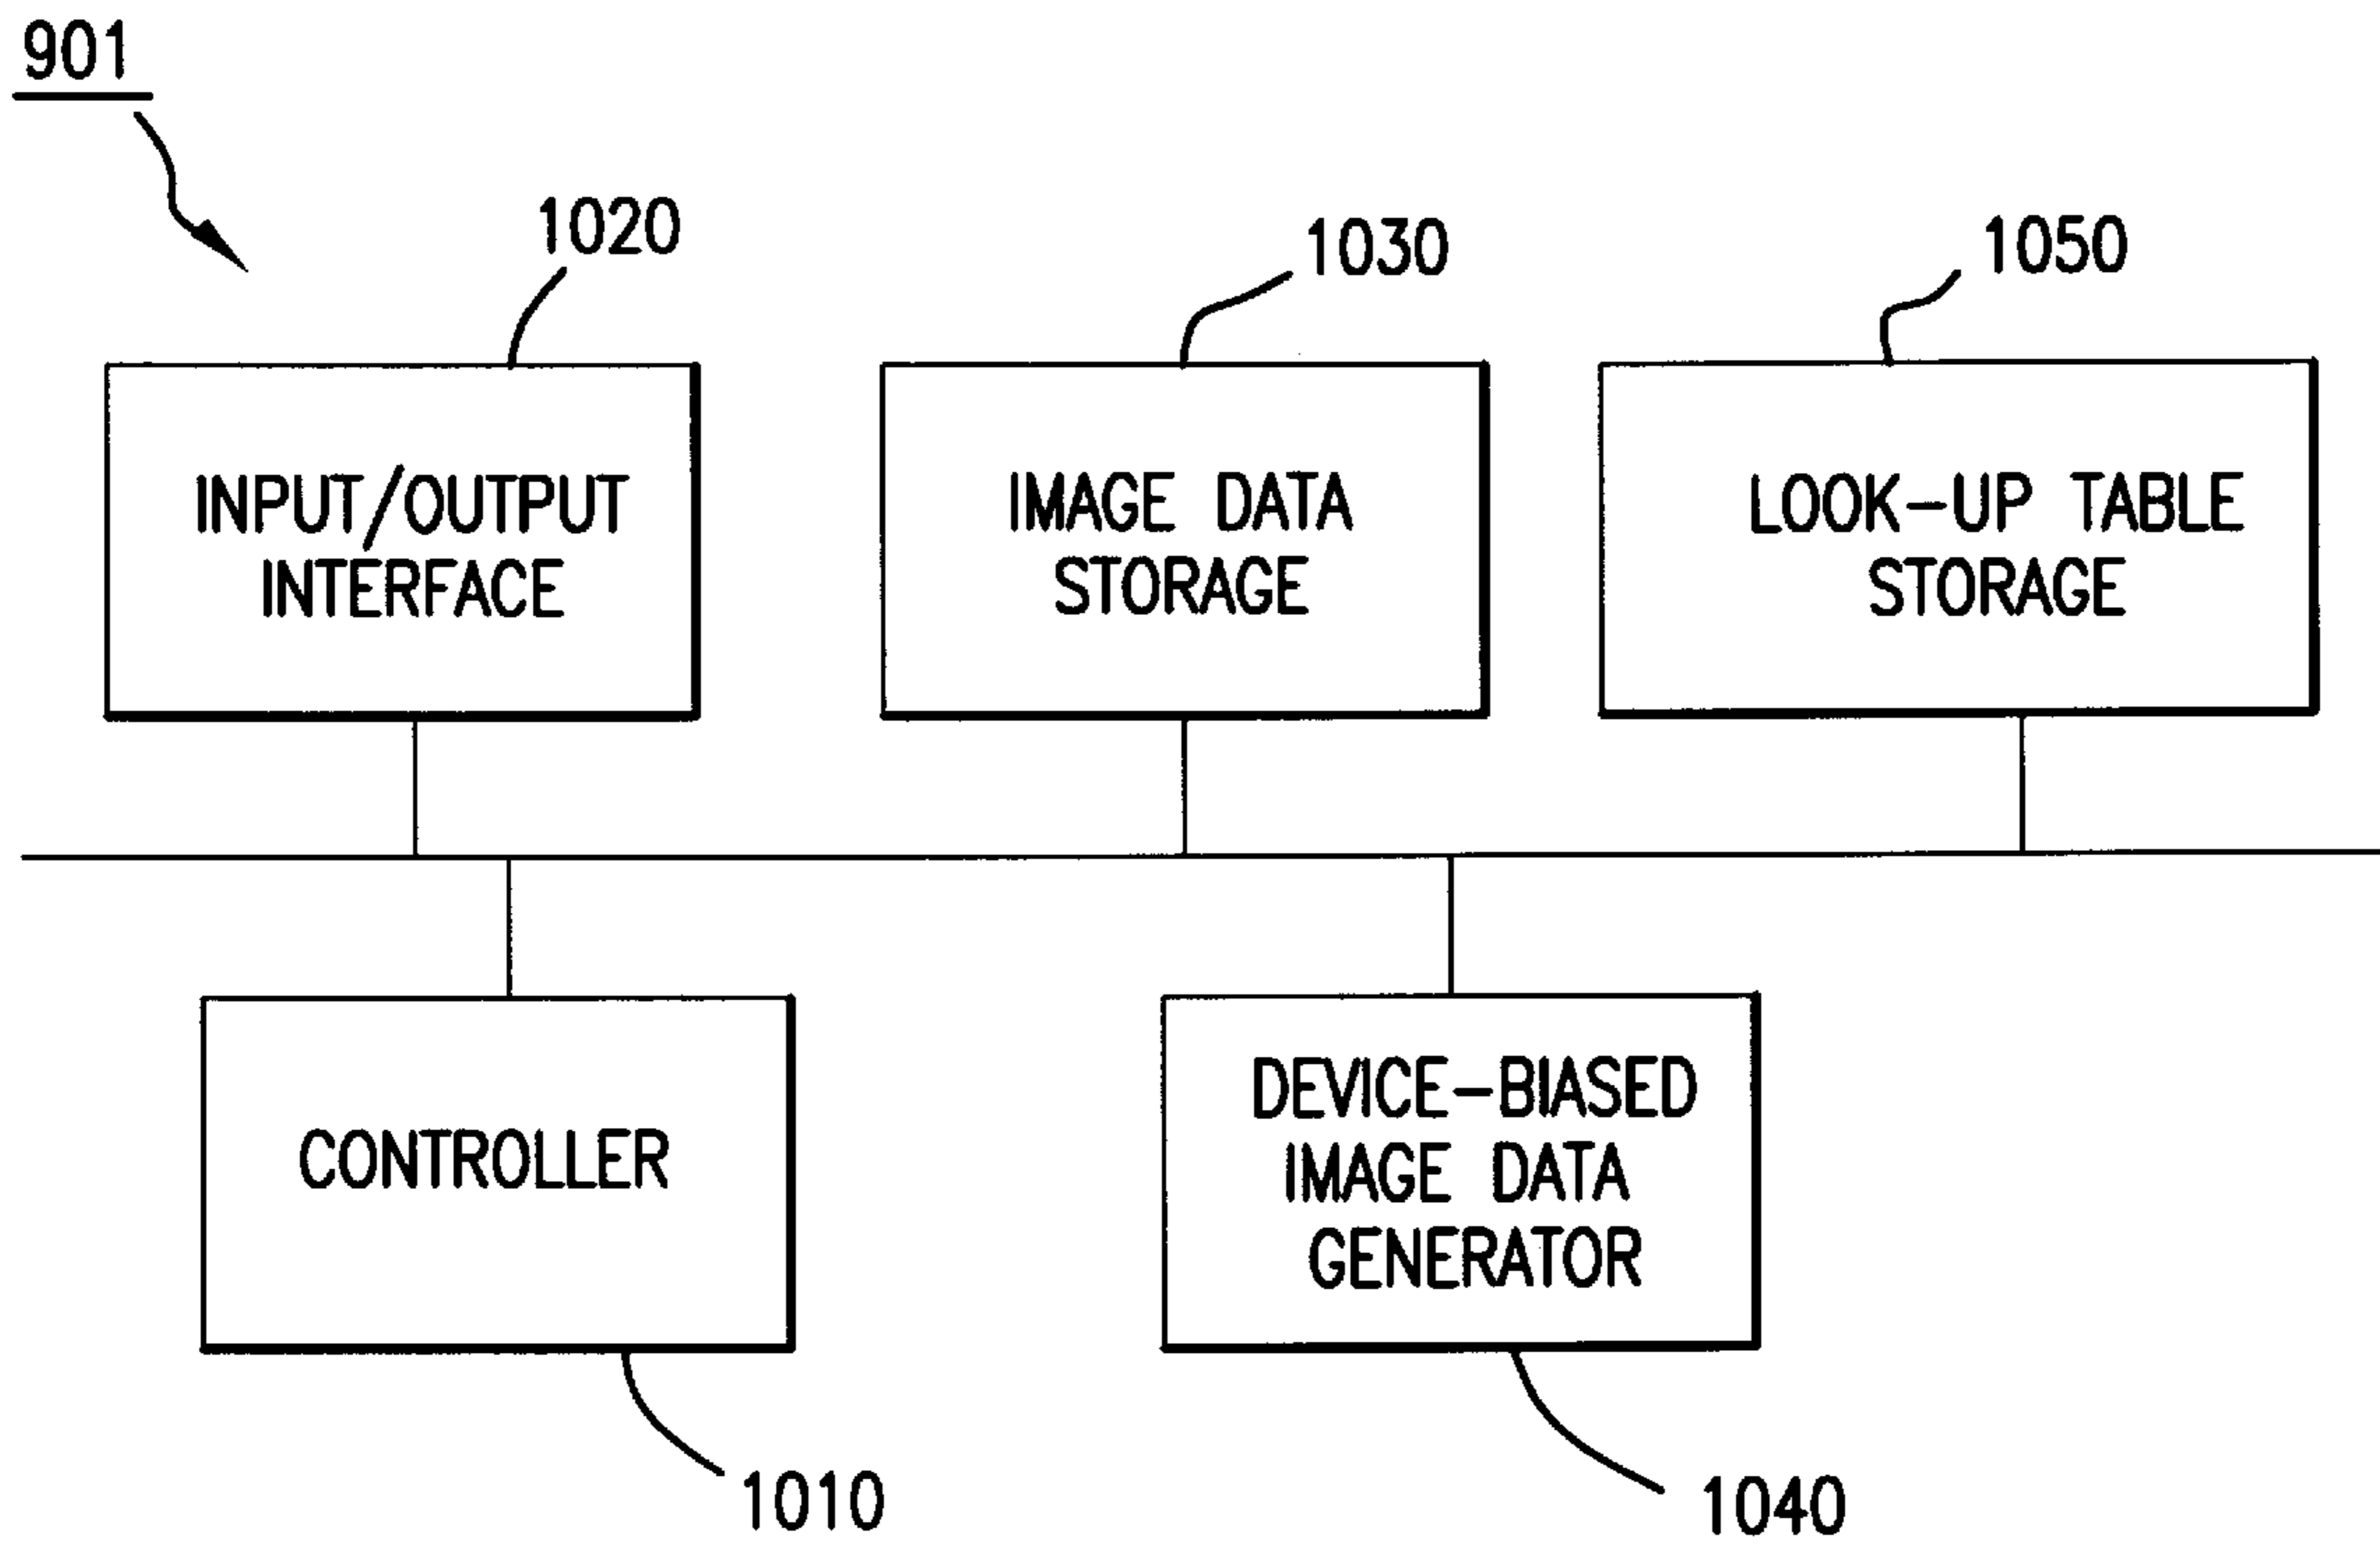 901
1020
1030
1050
INPUT/OUTPUT
INTERFACE
IMAGE DATA
STORAGE
LOOK-UP TABLE
STORAGE
CONTROLLER
DEVICE-BIASED
IMAGE DATA
GENERATOR
1010
1040